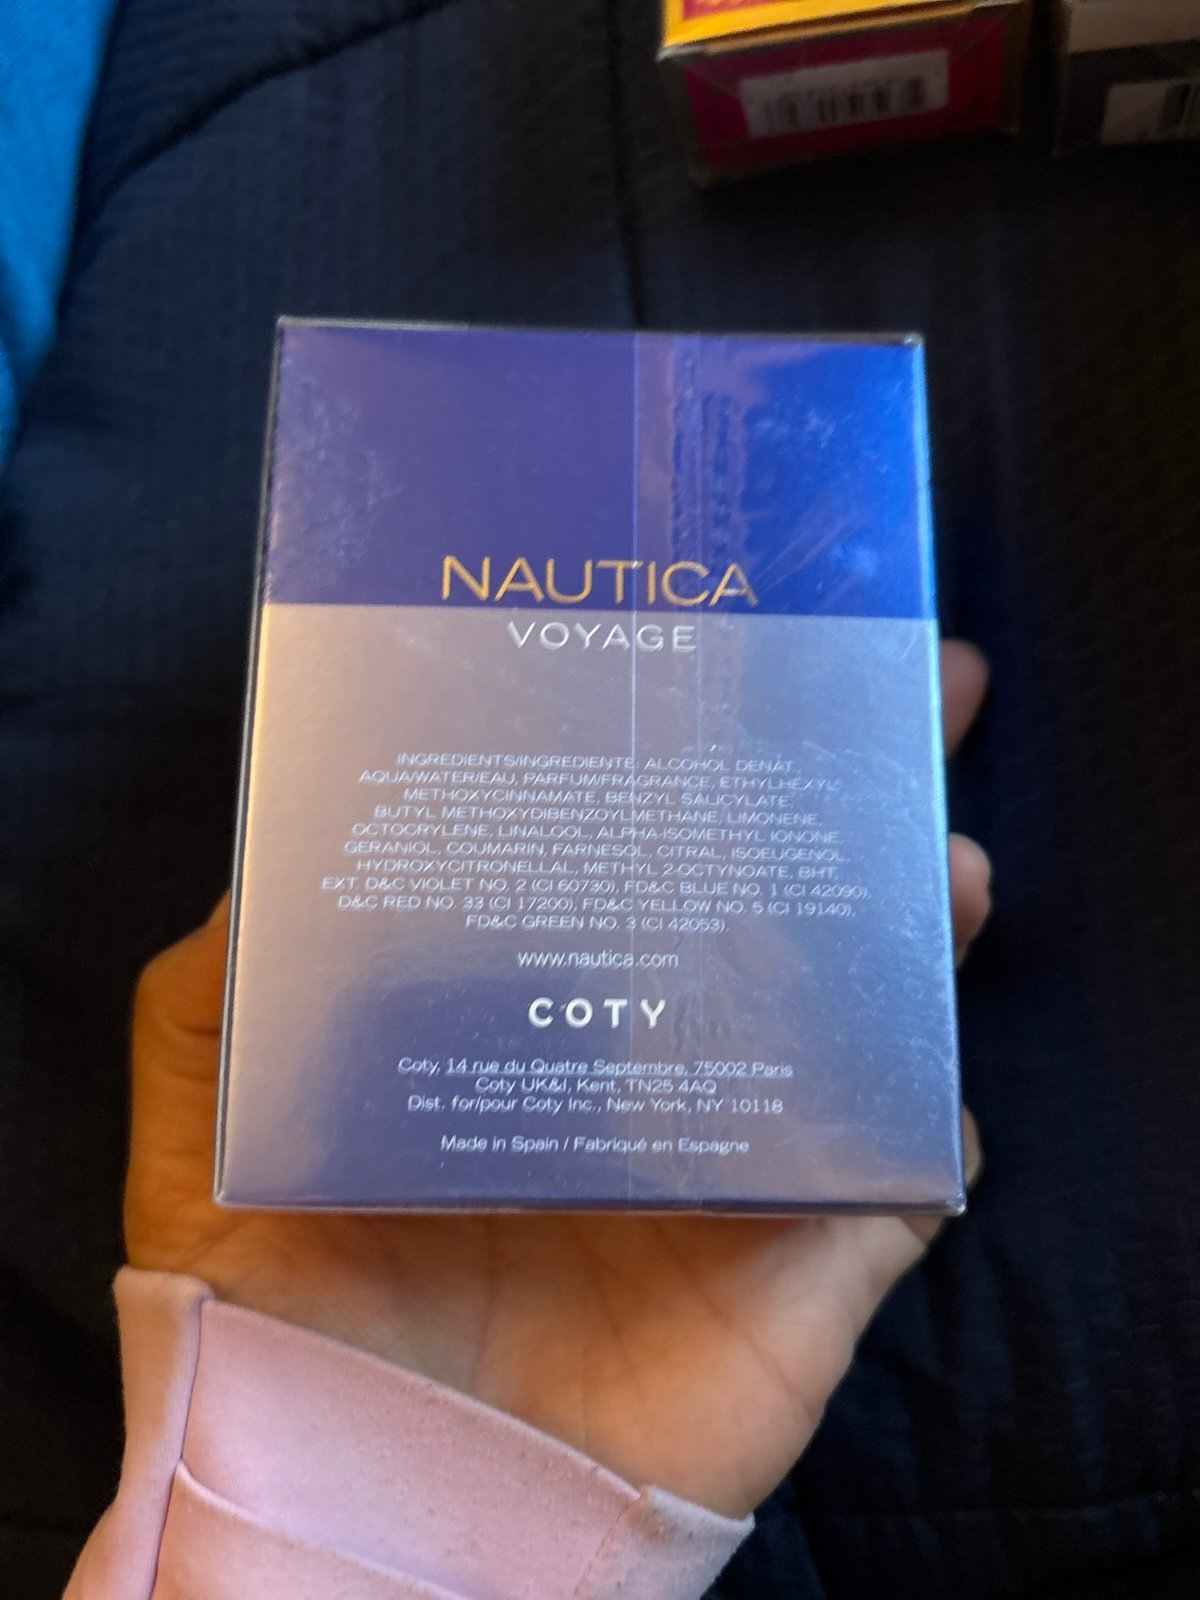 NAUTICA
VOYAGE
INGREDIENTS/INGREDIENTE: ALCOHOL DENAT.,
AQUA/WATER/EAU, PARFUM/FRAGRANCE, ETHYLHEXYL
METHOXYCINNAMATE, BENZYL SALICYLATE,
BUTYL METHOXYDIBENZOYLMETHANE, LIMONENE,
OCTOCRYLENE, LINALOOL, ALPHA-ISOMETHYL IONONE,
GERANIOL, COUMARIN, FARNESOL, CITRAL, ISOEUGENOL,
HYDROXYCITRONELLAL, METHYL 2-OCTYNOATE, BHT,
EXT. D&C VIOLET NO. 2 (CI 60730), FD&C BLUE NO. 1 (CI 42090),
D&C RED NO. 33 (CI 17200), FD&C YELLOW NO. 5 (CI 19140),
FD&C GREEN NO. 3 (CI 42053).
www.nautica.com
COTY
Coty, 14 rue du Quatre Septembre, 75002 Paris
Coty UK&I, Kent, TN25 4AQ
Dist. for/pour Coty Inc., New York, NY 10118
Made in Spain / Fabriqué en Espagne